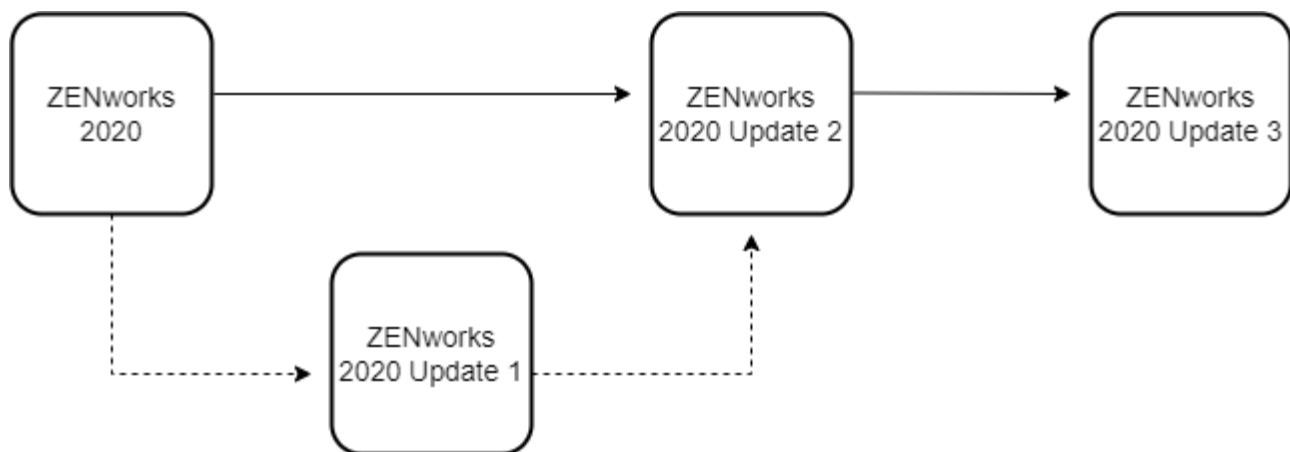 ZENworks
2020
ZENworks
2020 Update 2
ZENworks
2020 Update 3
ZENworks
2020 Update 1